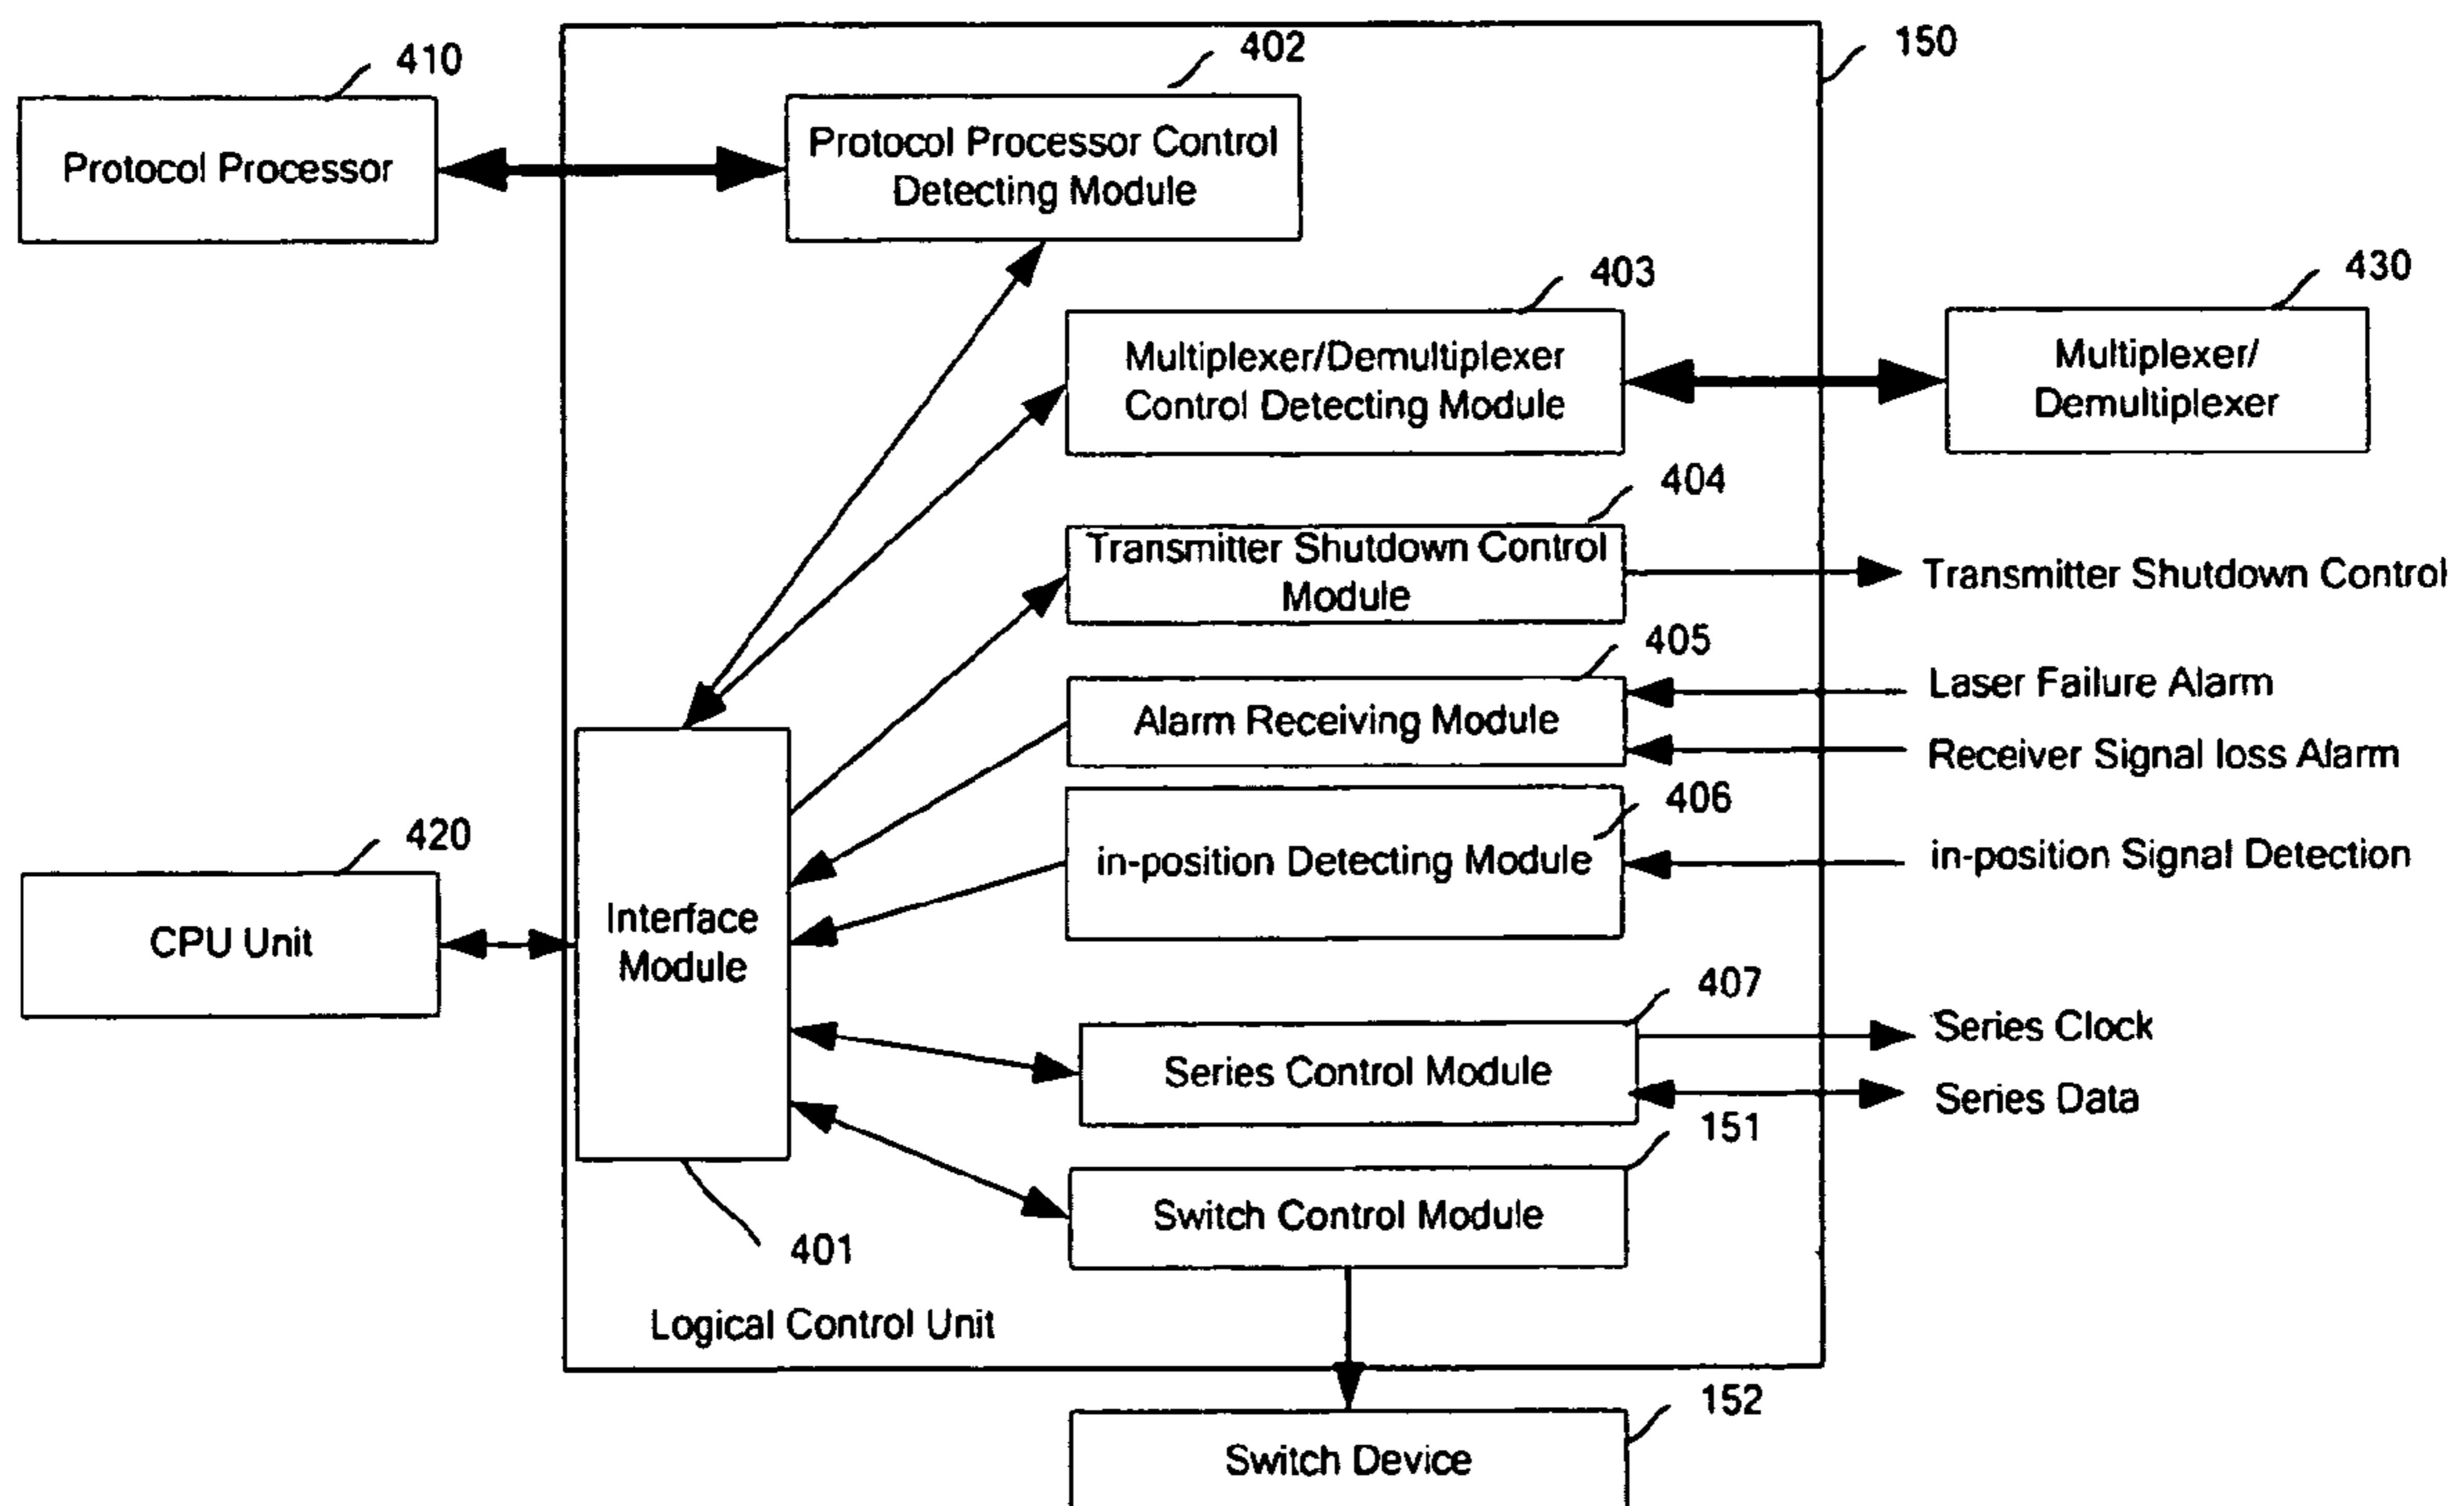 410
402
150
Protocol Processor
Protocol Processor Control
Detecting Module
403
430
Multiplexer/Demultiplexer
Control Detecting Module
Multiplexer/
Demultiplexer
404
Transmitter Shutdown Control
Module
Transmitter Shutdown Control
405
Alarm Receiving Module
Laser Failure Alarm
Receiver Signal loss Alarm
406
in-position Detecting Module
in-position Signal Detection
420
CPU Unit
Interface
Module
407
Series Control Module
Series Clock
Series Data
151
Switch Control Module
401
Logical Control Unit
152
Switch Device